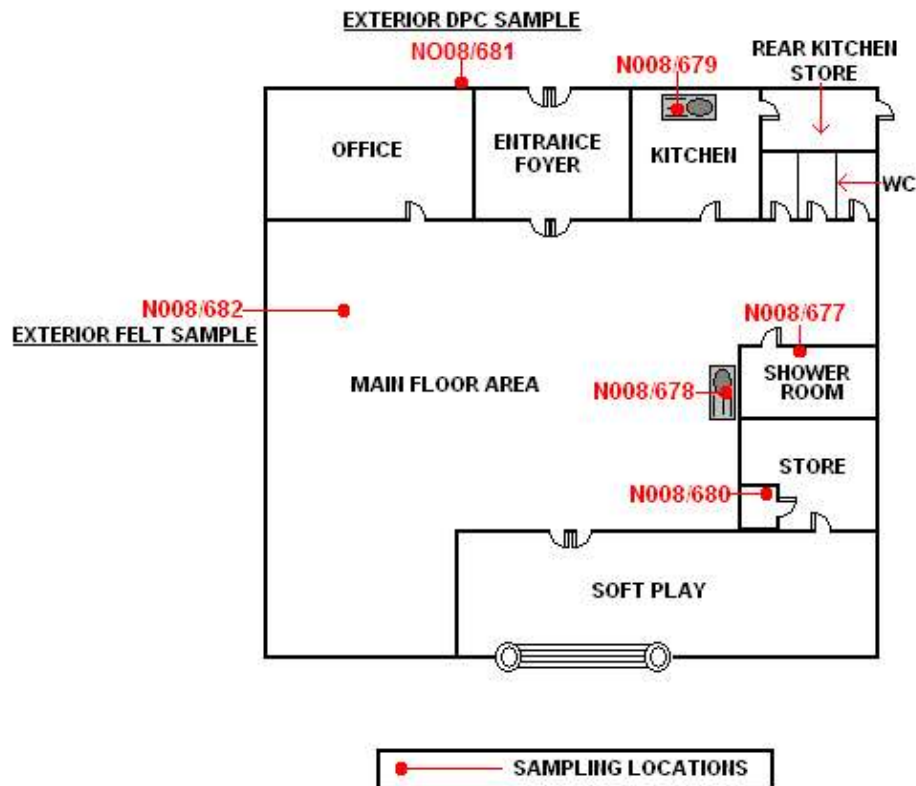 EXTERIOR DPC SAMPLE
NO08/681
N008/679
REAR KITCHEN
STORE
OFFICE
ENTRANCE
FOYER
KITCHEN
WC
N008/682
EXTERIOR FELT SAMPLE
N008/677
MAIN FLOOR AREA
N008/678
SHOWER
ROOM
STORE
N008/680
SOFT PLAY
SAMPLING LOCATIONS